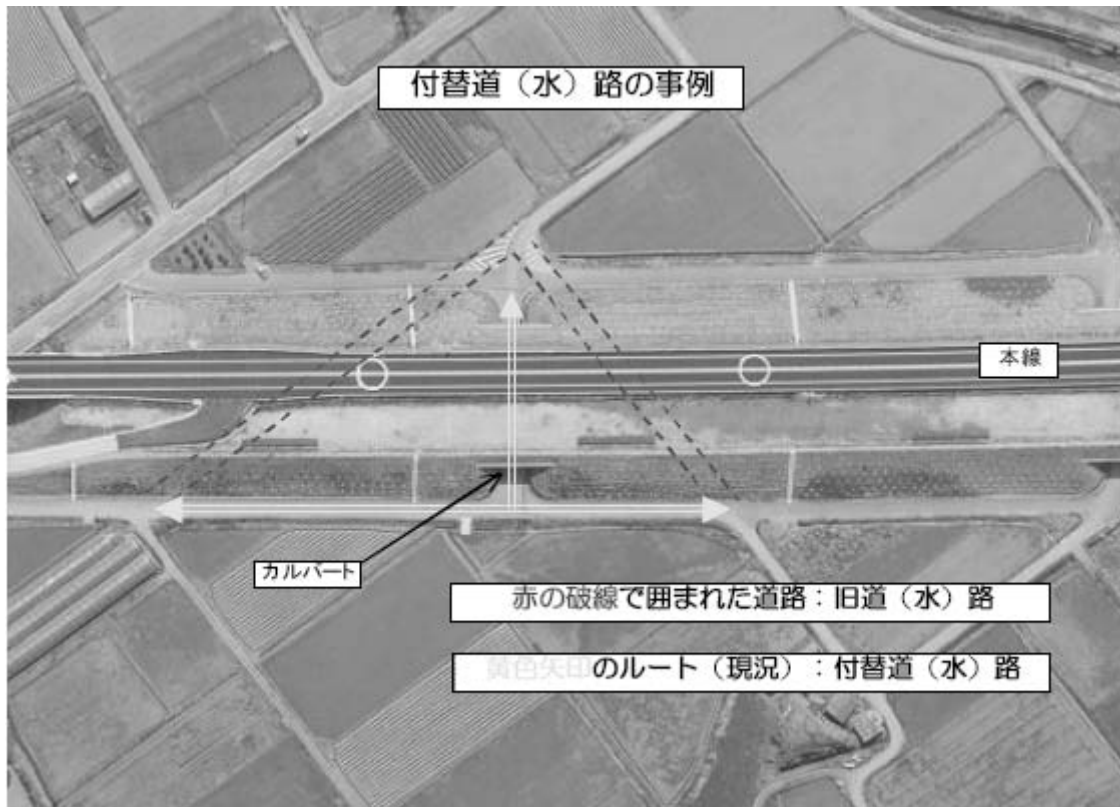 付替道（水）路の事例
本線
カルバート
赤の破線で囲まれた道路：旧道（水）路
黄色矢印のルート（現況）：付替道（水）路